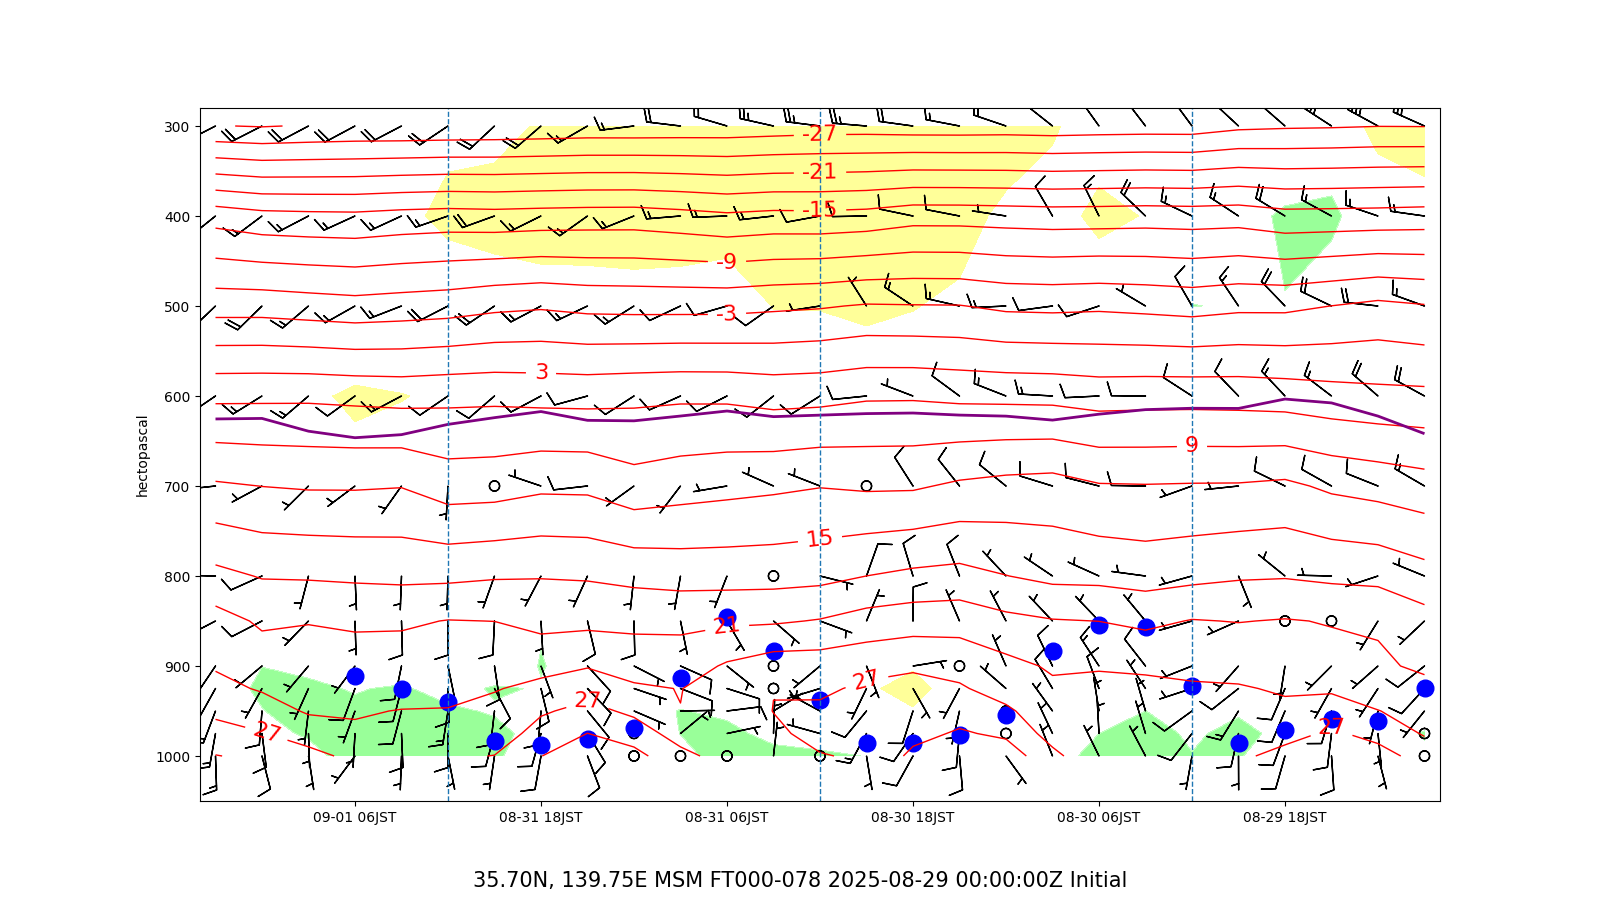 300
400
500
600
700
800
900
1000
hectopascal
-27
-21
-15
-9
-3
3
9
15
21
27
27
27
27
09-01 06JST
08-31 18JST
08-31 06JST
08-30 18JST
08-30 06JST
08-29 18JST
35.70N, 139.75E MSM FT000-078 2025-08-29 00:00:00Z Initial